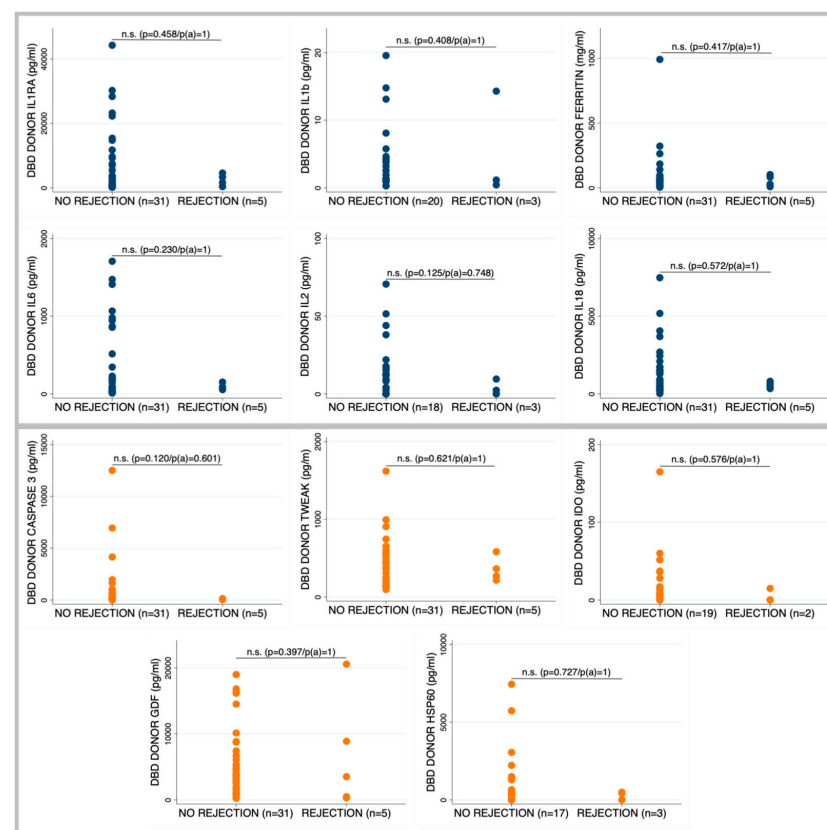 DBD DONOR IL1RA (pg/ml)
40000
20000
0
n.s. (p=0.458/p(a)=1)
NO REJECTION (n=31) REJECTION (n=5)
DBD DONOR IL1b (pg/ml)
20
10
0
n.s. (p=0.408/p(a)=1)
NO REJECTION (n=20) REJECTION (n=3)
DBD DONOR FERRITIN (mg/ml)
1000
500
0
n.s. (p=0.417/p(a)=1)
NO REJECTION (n=31) REJECTION (n=5)
DBD DONOR IL6 (pg/ml)
2000
1000
0
n.s. (p=0.230/p(a)=1)
NO REJECTION (n=31) REJECTION (n=5)
DBD DONOR IL2 (pg/ml)
100
50
0
n.s. (p=0.125/p(a)=0.748)
NO REJECTION (n=18) REJECTION (n=3)
DBD DONOR IL18 (pg/ml)
10000
5000
0
n.s. (p=0.572/p(a)=1)
NO REJECTION (n=31) REJECTION (n=5)
DBD DONOR CASPASE 3 (pg/ml)
15000
10000
5000
0
n.s. (p=0.120/p(a)=0.601)
NO REJECTION (n=31) REJECTION (n=5)
DBD DONOR TWEAK (pg/m)
2000
1000
0
n.s. (p=0.621/p(a)=1)
NO REJECTION (n=31) REJECTION (n=5)
DBD DONOR IDO (pg/ml)
200
100
0
n.s. (p=0.576/p(a)=1)
NO REJECTION (n=19) REJECTION (n=2)
DBD DONOR GDF (pg/ml)
20000
10000
0
n.s. (p=0.397/p(a)=1)
NO REJECTION (n=31) REJECTION (n=5)
DBD DONOR HSP60 (pg/ml)
10000
5000
0
n.s. (p=0.727/p(a)=1)
NO REJECTION (n=17) REJECTION (n=3)